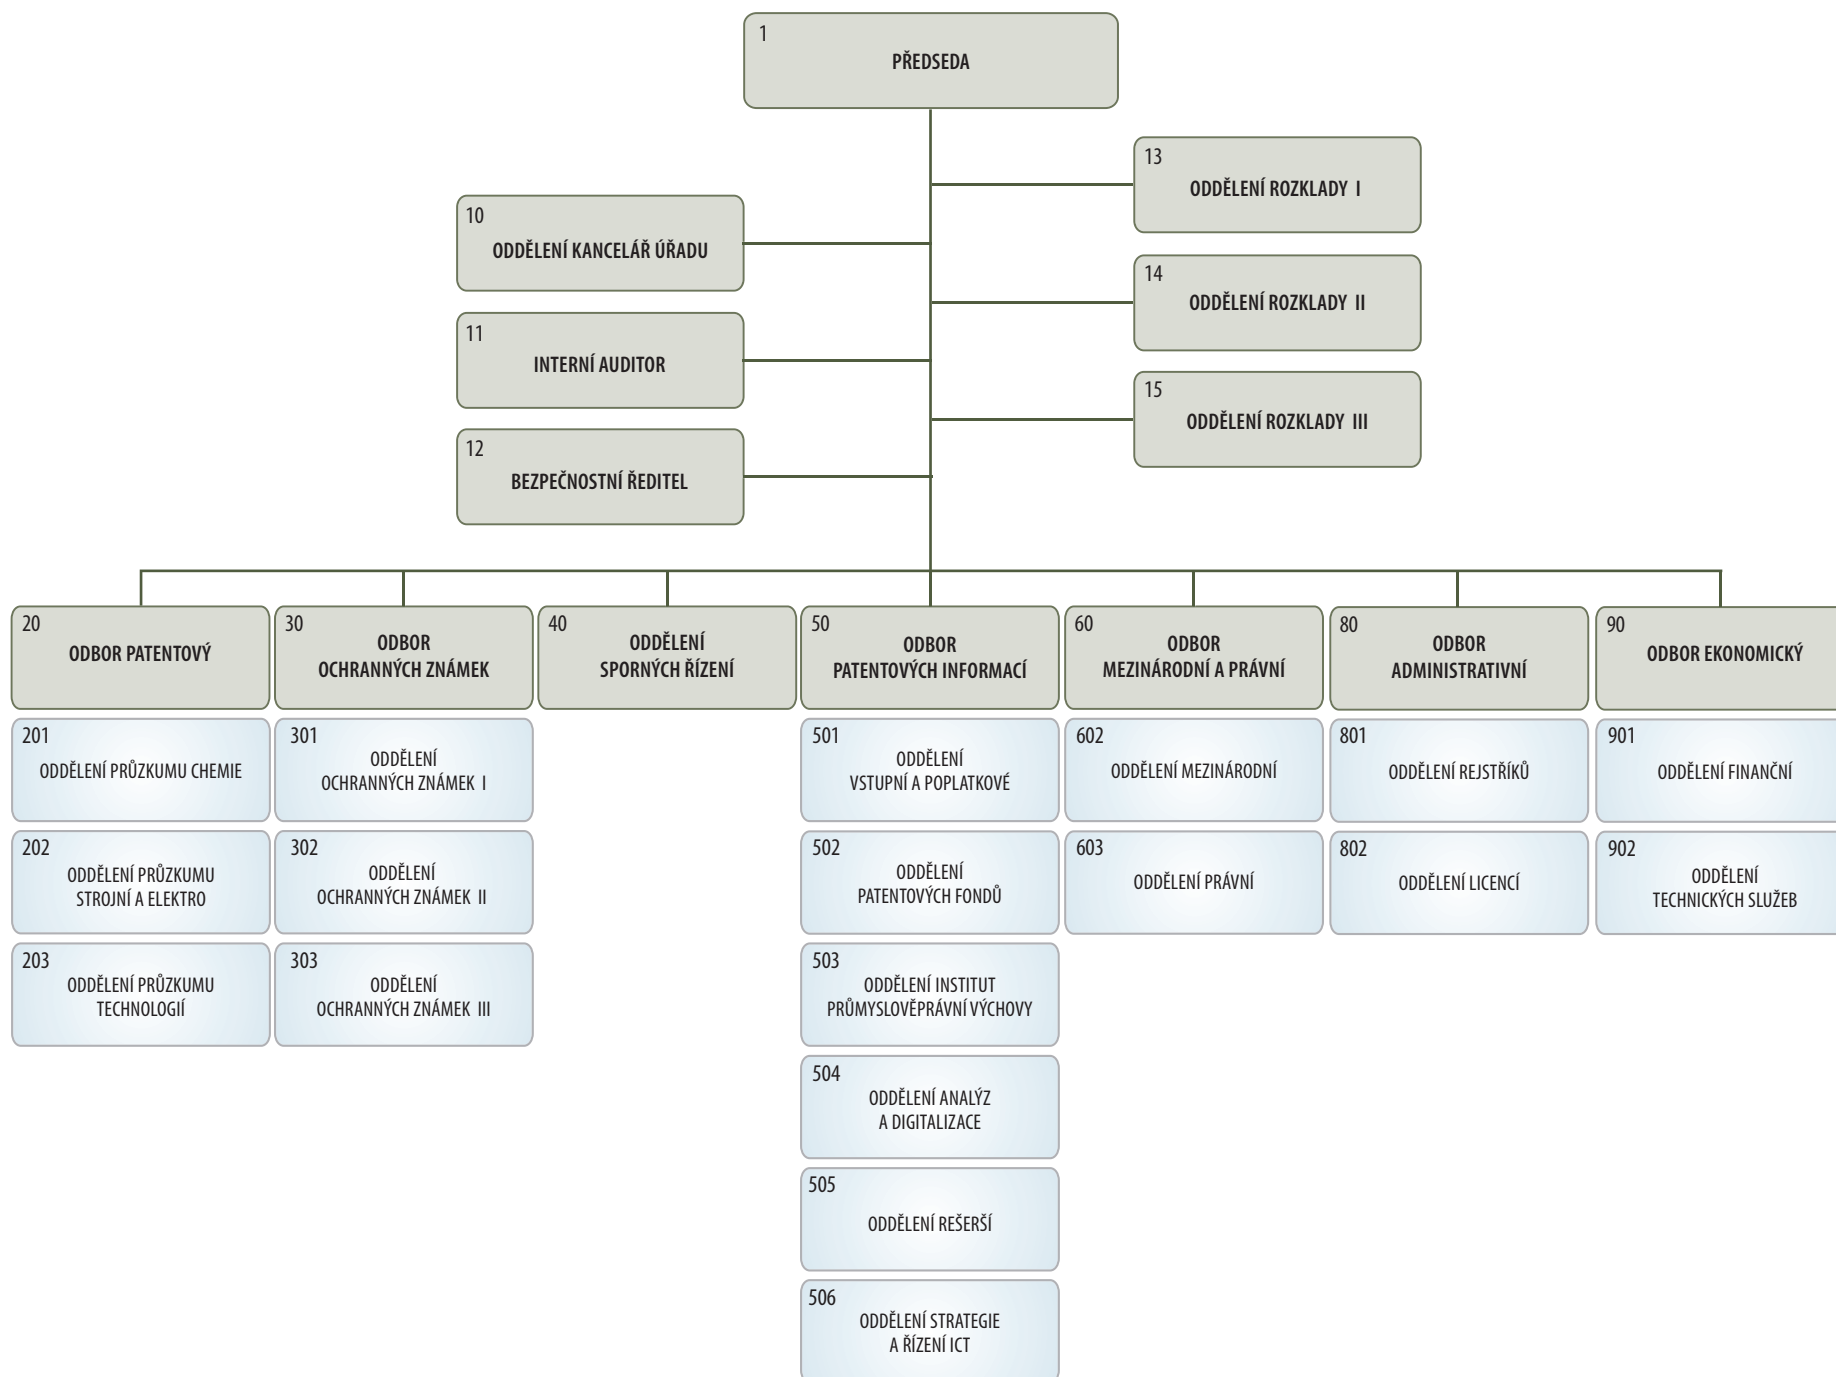 1
PŘEDSEDA
13
ODDĚLENÍ ROZKLADY I
10
ODDĚLENÍ KANCELÁŘ ÚŘADU
14
ODDĚLENÍ ROZKLADY II
11
INTERNÍ AUDITOR
15
ODDĚLENÍ ROZKLADY III
12
BEZPEČNOSTNÍ ŘEDITEL
20
ODBOR PATENTOVÝ
30
ODBOR
OCHRANNÝCH ZNÁMEK
40
ODDĚLENÍ
SPORNÝCH ŘÍZENÍ
50
ODBOR
PATENTOVÝCH INFORMACÍ
60
ODBOR
MEZINÁRODNÍ A PRÁVNÍ
80
ODBOR
ADMINISTRATIVNÍ
90
ODBOR EKONOMICKÝ
201
ODDĚLENÍ PRŮZKUMU CHEMIE
301
ODDĚLENÍ
OCHRANNÝCH ZNÁMEK I
501
ODDĚLENÍ
VSTUPNÍ A POPLATKOVÉ
602
ODDĚLENÍ MEZINÁRODNÍ
801
ODDĚLENÍ REJSTŘÍKŮ
901
ODDĚLENÍ FINANČNÍ
202
ODDĚLENÍ PRŮZKUMU
STROJNÍ A ELEKTRO
302
ODDĚLENÍ
OCHRANNÝCH ZNÁMEK II
502
ODDĚLENÍ
PATENTOVÝCH FONDŮ
603
ODDĚLENÍ PRÁVNÍ
802
ODDĚLENÍ LICENCÍ
902
ODDĚLENÍ
TECHNICKÝCH SLUŽEB
203
ODDĚLENÍ PRŮZKUMU
TECHNOLOGIÍ
303
ODDĚLENÍ
OCHRANNÝCH ZNÁMEK III
503
ODDĚLENÍ INSTITUT
PRŮMYSLOVĚPRÁVNÍ VÝCHOVY
504
ODDĚLENÍ ANALÝZ
A DIGITALIZACE
505
ODDĚLENÍ REŠERŠÍ
506
ODDĚLENÍ STRATEGIE
A ŘÍZENÍ ICT